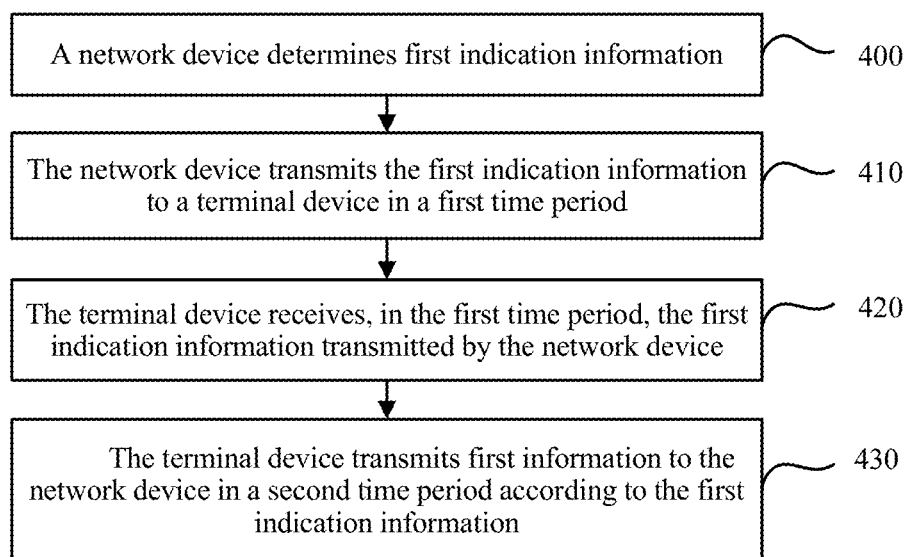 A network device determines first indication information
400
The network device transmits the first indication information
to a terminal device in a first time period
410
The terminal device receives, in the first time period, the first
indication information transmitted by the network device
420
The terminal device transmits first information to the
network device in a second time period according to the first
indication information
430